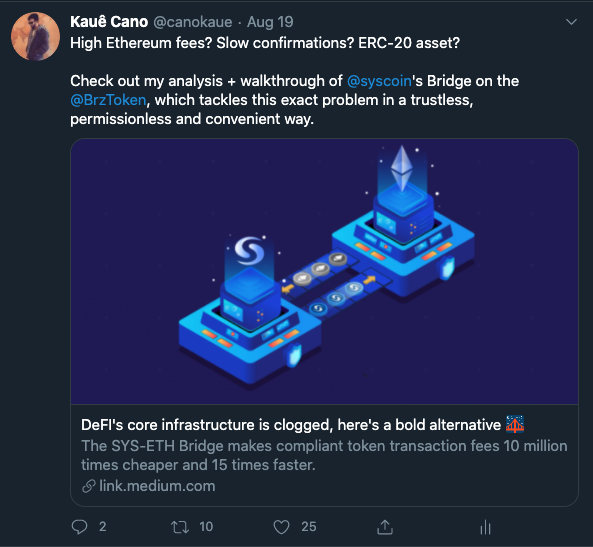 Kauê Cano @canokaue · Aug 19
High Ethereum fees? Slow confirmations? ERC-20 asset?
Check out my analysis + walkthrough of @syscoin's Bridge on the
@BrzToken, which tackles this exact problem in a trustless,
permissionless and convenient way.
DeFI's core infrastructure is clogged, here's a bold alternative 🌉
The SYS-ETH Bridge makes compliant token transaction fees 10 million
times cheaper and 15 times faster.
link.medium.com
2 10 25